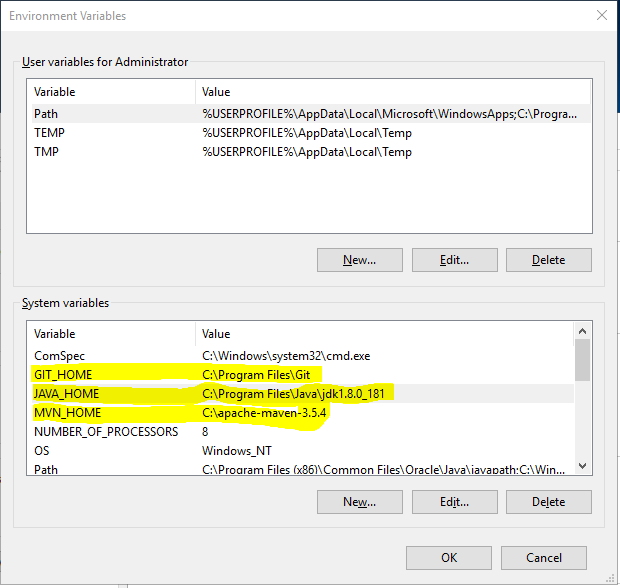 Environment Variables
User variables for Administrator
Variable Value
Path %USERPROFILE%\AppData\Local\Microsoft\WindowsApps;C:\Progra...
TEMP %USERPROFILE%\AppData\Local\Temp
TMP %USERPROFILE%\AppData\Local\Temp
New... Edit... Delete
System variables
Variable Value
ComSpec C:\Windows\system32\cmd.exe
GIT_HOME C:\Program Files\Git
JAVA_HOME C:\Program Files\Java\jdk1.8.0_181
MVN_HOME C:\apache-maven-3.5.4
NUMBER_OF_PROCESSORS 8
OS Windows_NT
Path C:\Program Files (x86)\Common Files\Oracle\Java\javapath;C:\Win...
New... Edit... Delete
OK Cancel